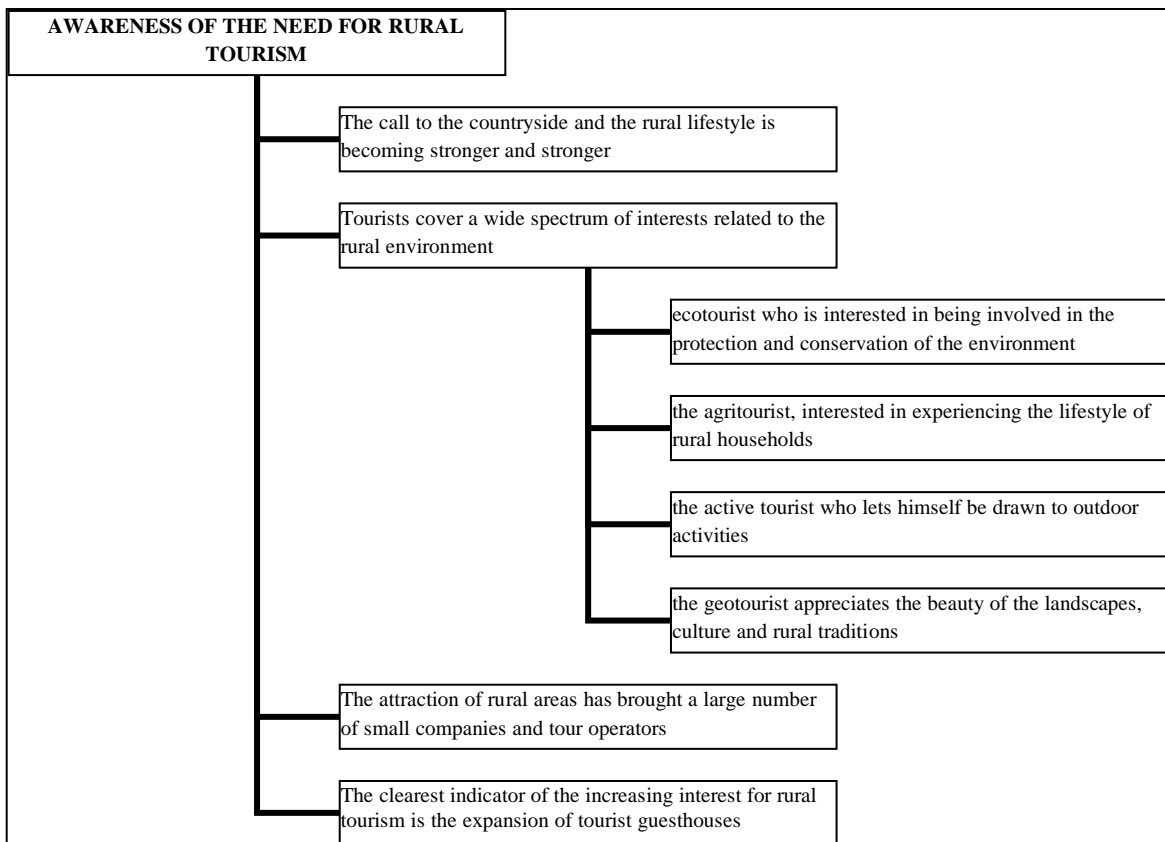 AWARENESS OF THE NEED FOR RURAL
TOURISM
The call to the countryside and the rural lifestyle is
becoming stronger and stronger
Tourists cover a wide spectrum of interests related to the
rural environment
ecotourist who is interested in being involved in the
protection and conservation of the environment
the agritourist, interested in experiencing the lifestyle of
rural households
the active tourist who lets himself be drawn to outdoor
activities
the geotourist appreciates the beauty of the landscapes,
culture and rural traditions
The attraction of rural areas has brought a large number
of small companies and tour operators
The clearest indicator of the increasing interest for rural
tourism is the expansion of tourist guesthouses